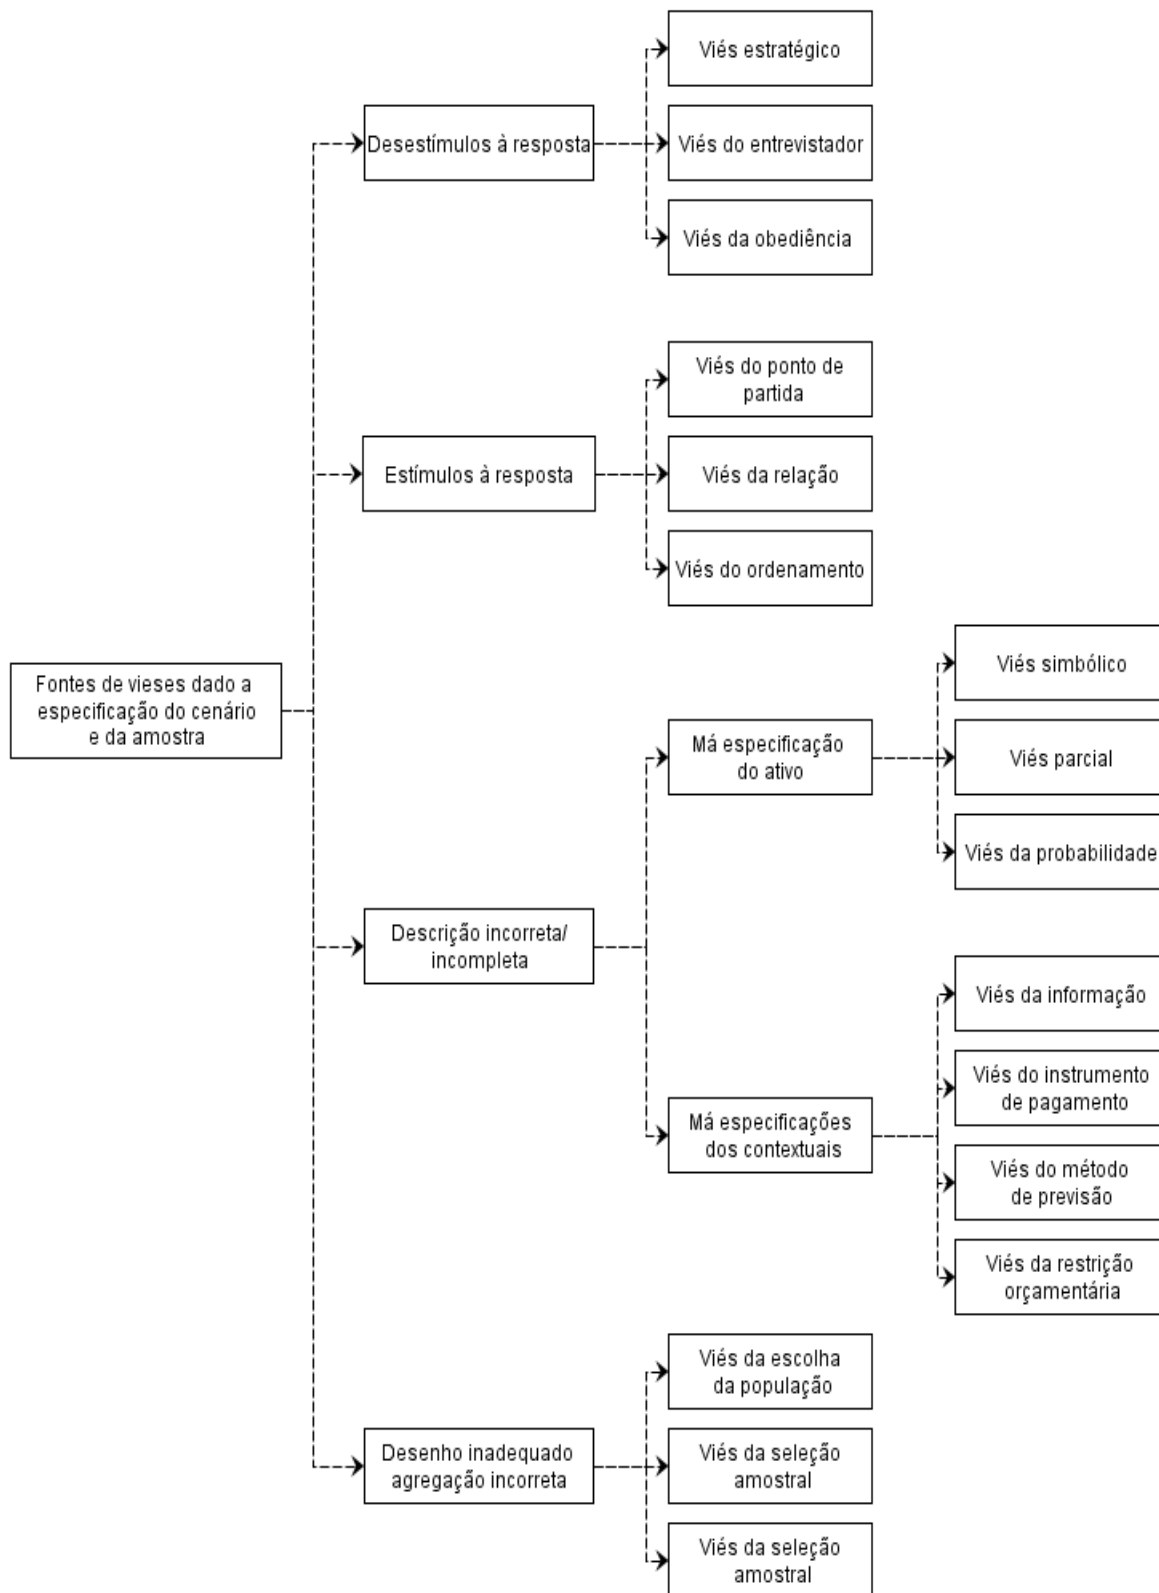 Viés estratégico
Desestímulos à resposta
Viés do entrevistador
Viés da obediência
Viés do ponto de
partida
Estímulos à resposta
Viés da relação
Viés do ordenamento
Fontes de vieses dado a
especificação do cenário
e da amostra
Viés simbólico
Má especificação
do ativo
Viés parcial
Viés da probabilidade
Descrição incorreta/
incompleta
Viés da informação
Viés do instrumento
de pagamento
Má especificações
dos contextuais
Viés do método
de previsão
Viés da restrição
orçamentária
Viés da escolha
da população
Desenho inadequado
agregação incorreta
Viés da seleção
amostral
Viés da seleção
amostral